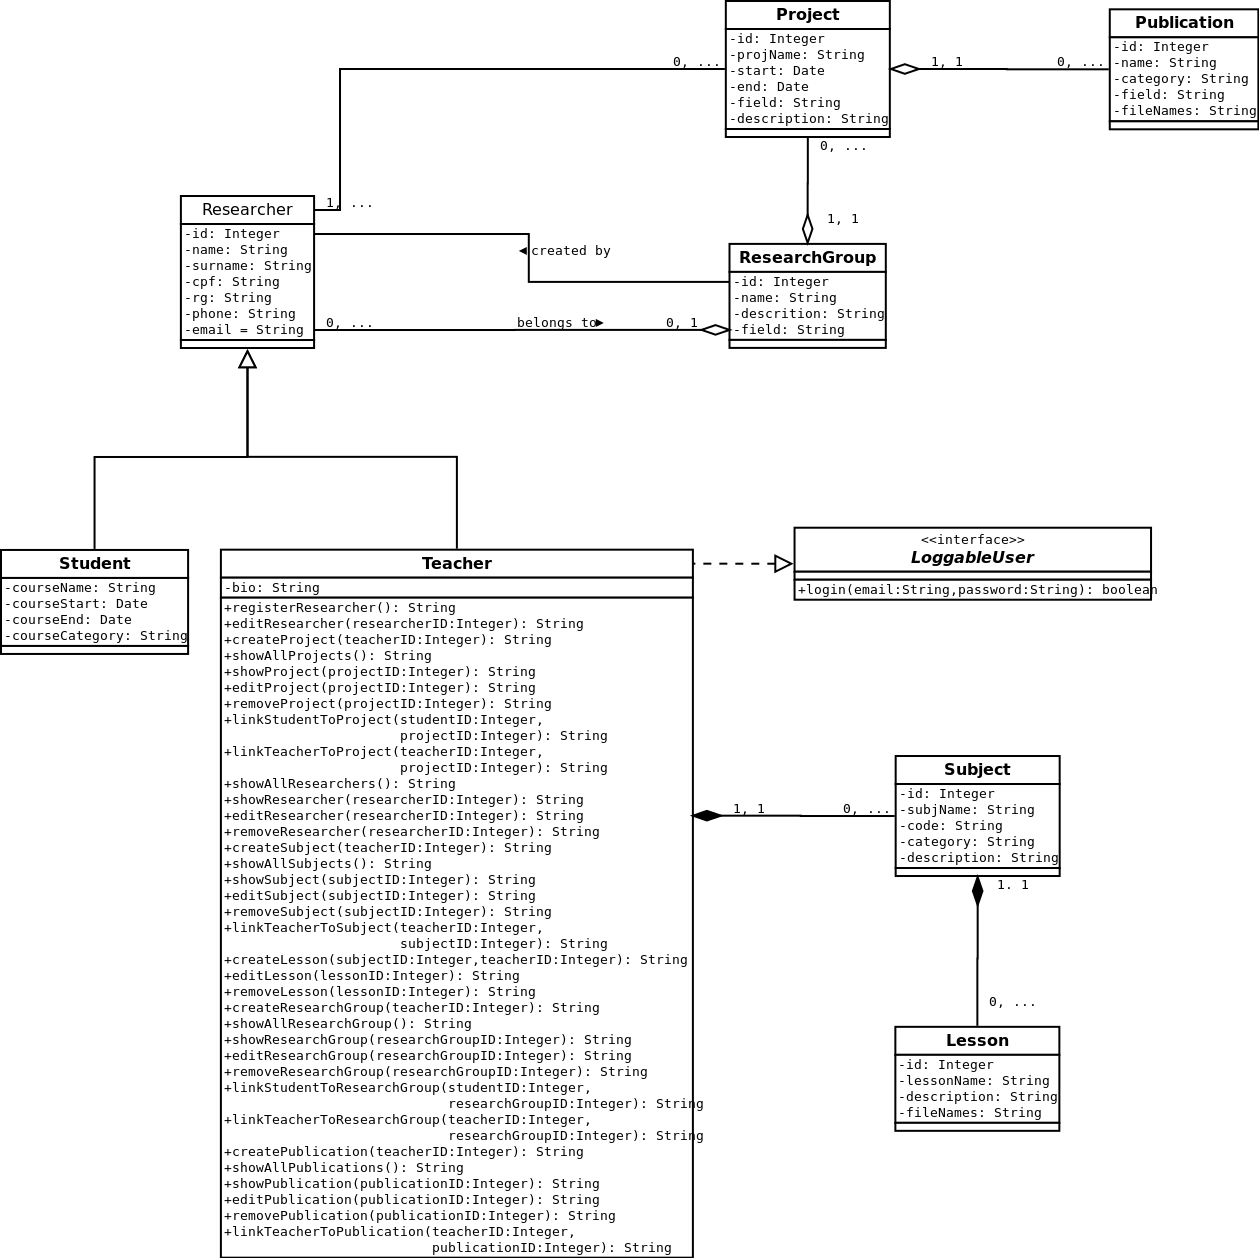 Project
-id: Integer
-projName: String
-start: Date
-end: Date
-field: String
-description: String
Publication
-id: Integer
-name: String
-category: String
-field: String
-fileNames: String
0, ...
1, 1
0, ...
0, ...
1, 1
Researcher
-id: Integer
-name: String
-surname: String
-cpf: String
-rg: String
-phone: String
-email = String
1, ...
created by
0, ...
belongs to
0, 1
ResearchGroup
-id: Integer
-name: String
-descrition: String
-field: String
Student
-courseName: String
-courseStart: Date
-courseEnd: Date
-courseCategory: String
Teacher
-bio: String
+registerResearcher(): String
+editResearcher(researcherID:Integer): String
+createProject(teacherID:Integer): String
+showAllProjects(): String
+showProject(projectID:Integer): String
+editProject(projectID:Integer): String
+removeProject(projectID:Integer): String
+linkStudentToProject(studentID:Integer,
projectID:Integer): String
+linkTeacherToProject(teacherID:Integer,
projectID:Integer): String
+showAllResearchers(): String
+showResearcher(researcherID:Integer): String
+editResearcher(researcherID:Integer): String
+removeResearcher(researcherID:Integer): String
+createSubject(teacherID:Integer): String
+showAllSubjects(): String
+showSubject(subjectID:Integer): String
+editSubject(subjectID:Integer): String
+removeSubject(subjectID:Integer): String
+linkTeacherToSubject(teacherID:Integer,
subjectID:Integer): String
+createLesson(subjectID:Integer,teacherID:Integer): String
+editLesson(lessonID:Integer): String
+removeLesson(lessonID:Integer): String
+createResearchGroup(teacherID:Integer): String
+showAllResearchGroup(): String
+showResearchGroup(researchGroupID:Integer): String
+editResearchGroup(researchGroupID:Integer): String
+removeResearchGroup(researchGroupID:Integer): String
+linkStudentToResearchGroup(studentID:Integer,
researchGroupID:Integer): String
+linkTeacherToResearchGroup(teacherID:Integer,
researchGroupID:Integer): String
+createPublication(teacherID:Integer): String
+showAllPublications(): String
+showPublication(publicationID:Integer): String
+editPublication(publicationID:Integer): String
+removePublication(publicationID:Integer): String
+linkTeacherToPublication(teacherID:Integer,
publicationID:Integer): String
<<interface>>
LoggableUser
+login(email:String,password:String): boolean
1, 1
0, ...
Subject
-id: Integer
-subjName: String
-code: String
-category: String
-description: String
1. 1
0, ...
Lesson
-id: Integer
-lessonName: String
-description: String
-fileNames: String